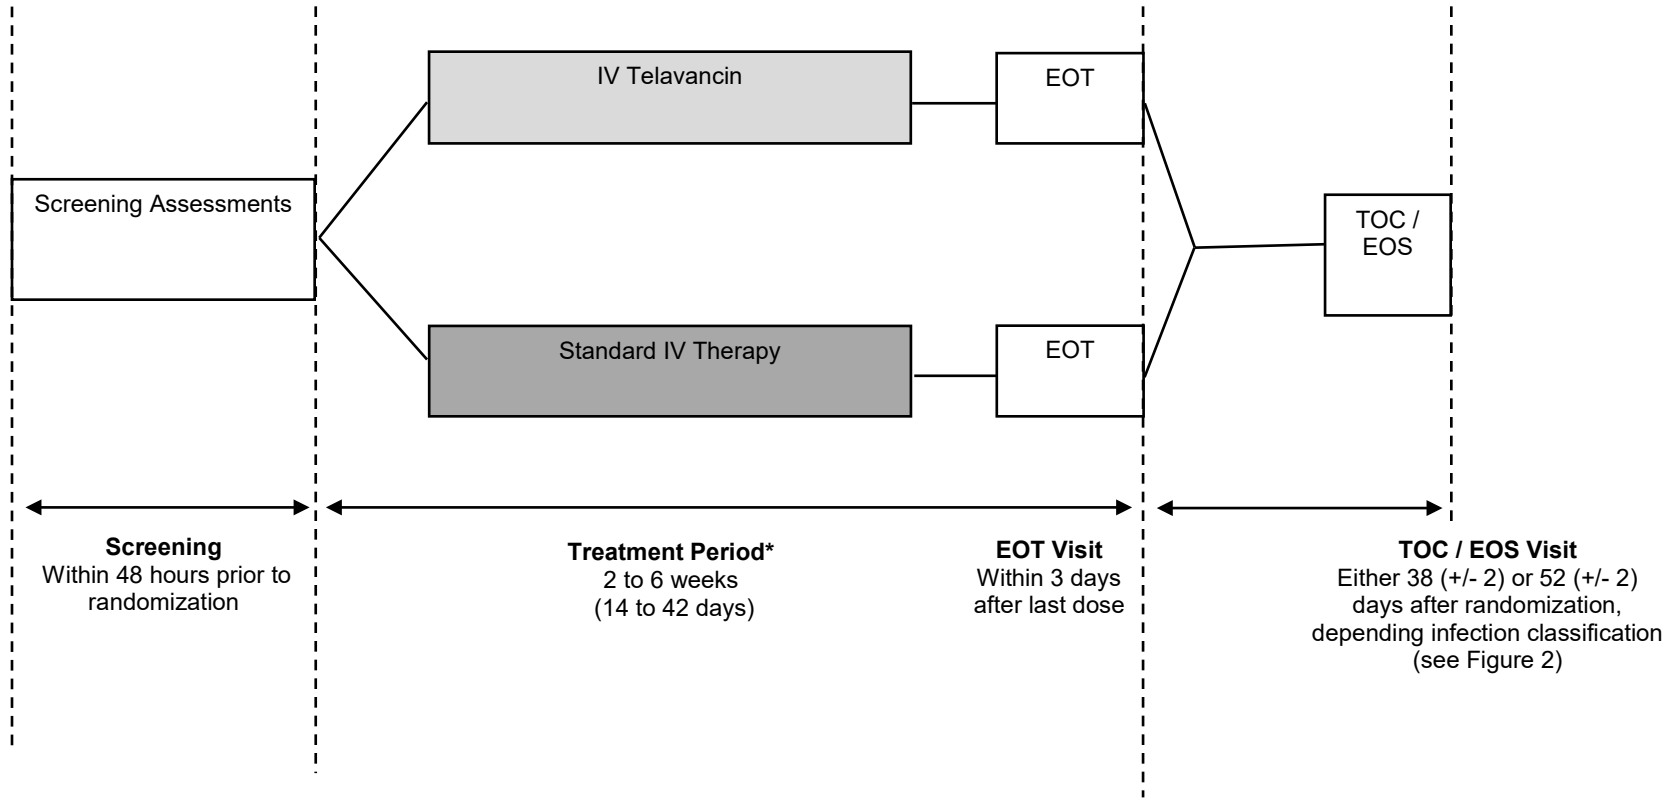 IV Telavancin
EOT
Screening Assessments
TOC /
EOS
Standard IV Therapy
EOT
Screening
Within 48 hours prior to
randomization
Treatment Period*
2 to 6 weeks
(14 to 42 days)
EOT Visit
Within 3 days
after last dose
TOC / EOS Visit
Either 38 (+/- 2) or 52 (+/- 2)
days after randomization,
depending infection classification
(see Figure 2)